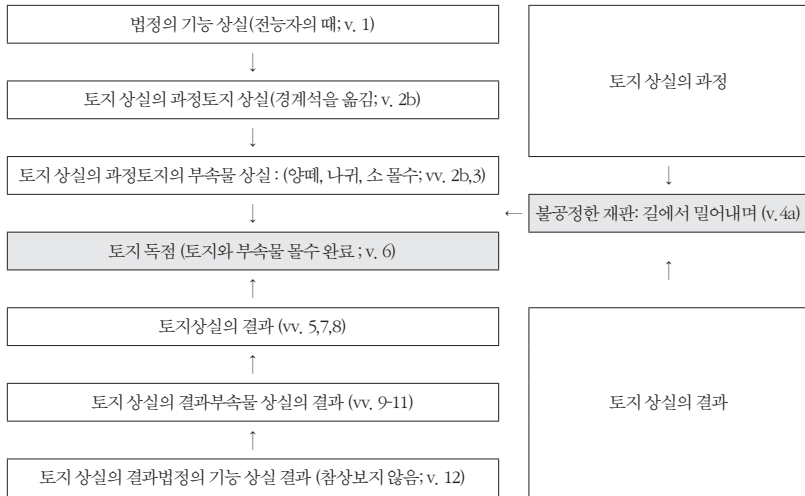 법정의 기능 상실(전능자의 때; v. 1)
↓
토지 상실의 과정토지 상실(경계석을 옮김; v. 2b)
↓
토지 상실의 과정토지의 부속물 상실 : (양떼, 나귀, 소 몰수; vv. 2b,3)
↓
토지 독점 (토지와 부속물 몰수 완료 ; v. 6)
↑
토지상실의 결과 (vv. 5,7,8)
↑
토지 상실의 결과부속물 상실의 결과 (vv. 9-11)
↑
토지 상실의 결과법정의 기능 상실 결과 (참상보지 않음; v. 12)
토지 상실의 과정
↓
← 불공정한 재판: 길에서 밀어내며 (v. 4a)
↑
토지 상실의 결과